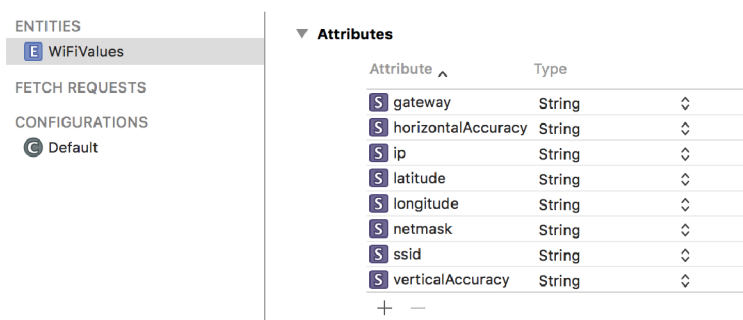 ENTITIES
E WiFiValues
FETCH REQUESTS
CONFIGURATIONS
C Default
Attributes
Attribute Type
S gateway String
S horizontalAccuracy String
S ip String
S latitude String
S longitude String
S netmask String
S ssid String
S verticalAccuracy String
+ −